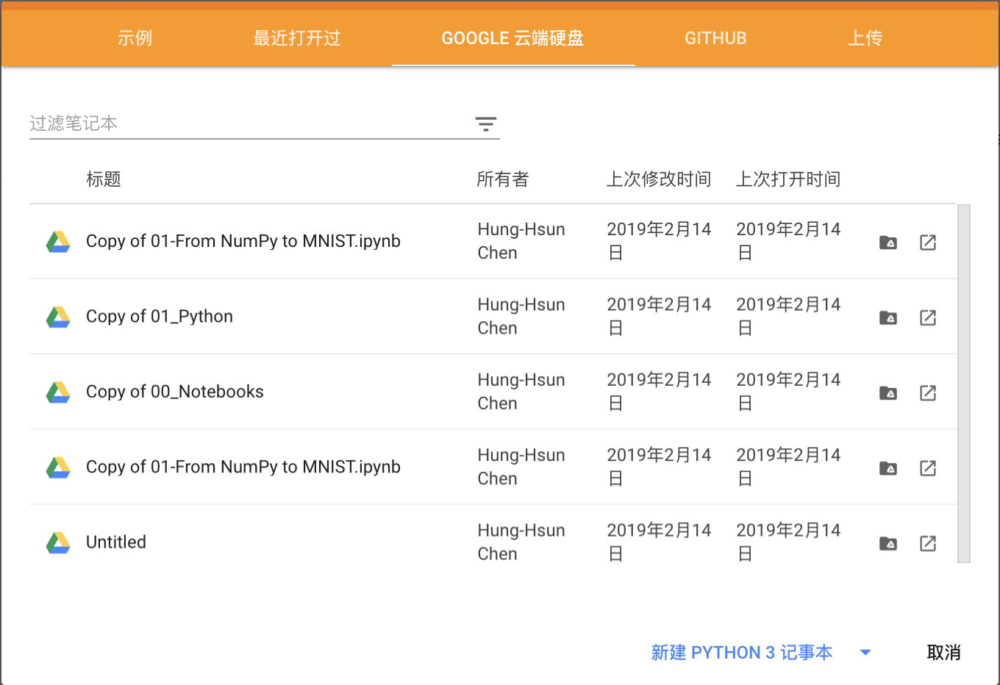 示例 最近打开过 GOOGLE 云端硬盘 GITHUB 上传
过滤笔记本
标题 所有者 上次修改时间 上次打开时间
Copy of 01-From NumPy to MNIST.ipynb Hung-Hsun Chen 2019年2月14日 2019年2月14日
Copy of 01_Python Hung-Hsun Chen 2019年2月14日 2019年2月14日
Copy of 00_Notebooks Hung-Hsun Chen 2019年2月14日 2019年2月14日
Copy of 01-From NumPy to MNIST.ipynb Hung-Hsun Chen 2019年2月14日 2019年2月14日
Untitled Hung-Hsun Chen 2019年2月14日 2019年2月14日
新建 PYTHON 3 记事本 取消